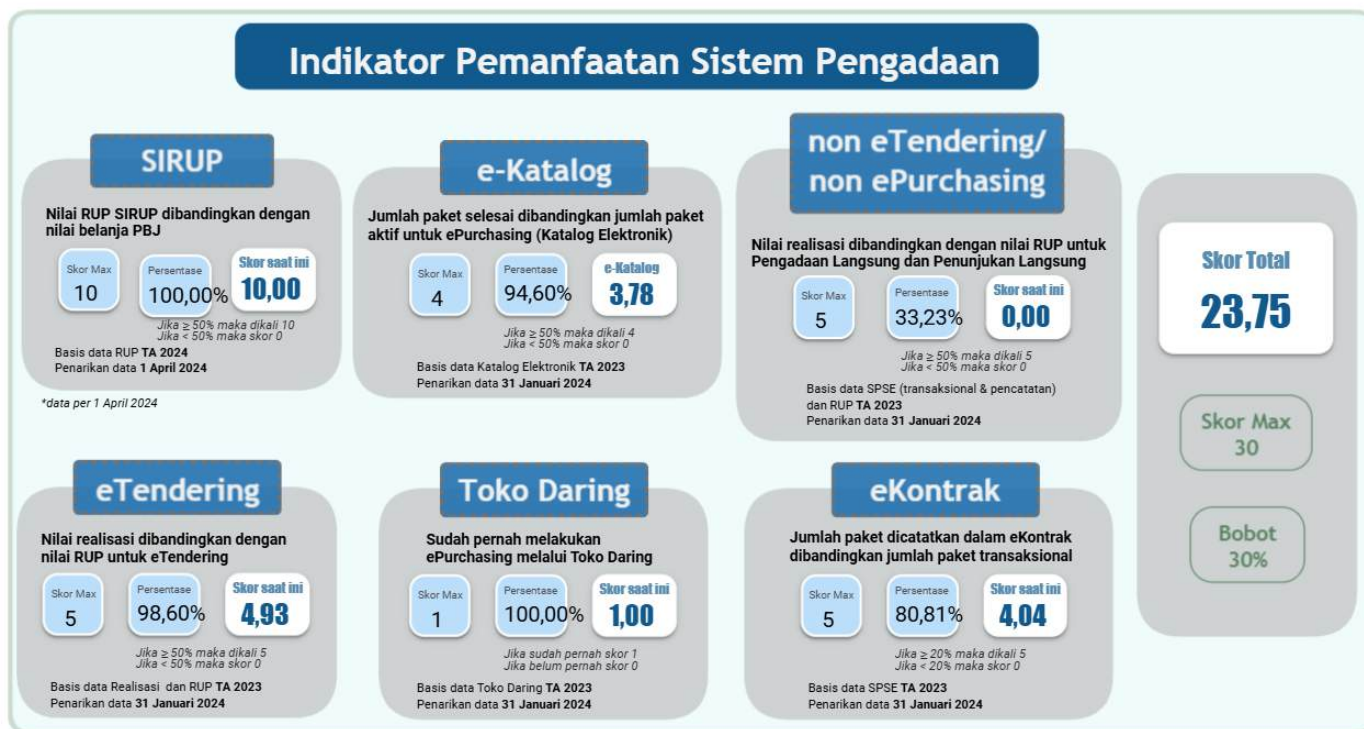 Indikator Pemanfaatan Sistem Pengadaan
SIRUP
Nilai RUP SIRUP dibandingkan dengan
nilai belanja PBJ
Skor Max
10
Persentase
100,00%
Skor saat ini
10,00
Jika ≥ 50% maka dikali 10
Jika < 50% maka skor 0
Basis data RUP TA 2024
Penarikan data 1 April 2024
*data per 1 April 2024
e-Katalog
Jumlah paket selesai dibandingkan jumlah paket
aktif untuk ePurchasing (Katalog Elektronik)
Skor Max
4
Persentase
94,60%
e-Katalog
3,78
Jika ≥ 50% maka dikali 4
Jika < 50% maka skor 0
Basis data Katalog Elektronik TA 2023
Penarikan data 31 Januari 2024
non eTendering/
non ePurchasing
Nilai realisasi dibandingkan dengan nilai RUP untuk
Pengadaan Langsung dan Penunjukan Langsung
Skor Max
5
Persentase
33,23%
Skor saat ini
0,00
Jika ≥ 50% maka dikali 5
Jika < 50% maka skor 0
Basis data SPSE (transaksional & pencatatan)
dan RUP TA 2023
Penarikan data 31 Januari 2024
eTendering
Nilai realisasi dibandingkan dengan
nilai RUP untuk eTendering
Skor Max
5
Persentase
98,60%
Skor saat ini
4,93
Jika ≥ 50% maka dikali 5
Jika < 50% maka skor 0
Basis data Realisasi dan RUP TA 2023
Penarikan data 31 Januari 2024
Toko Daring
Sudah pernah melakukan
ePurchasing melalui Toko Daring
Skor Max
1
Persentase
100,00%
Skor saat ini
1,00
Jika sudah pernah skor 1
Jika belum pernah skor 0
Basis data Toko Daring TA 2023
Penarikan data 31 Januari 2024
eKontrak
Jumlah paket dicatatkan dalam eKontrak
dibandingkan jumlah paket transaksional
Skor Max
5
Persentase
80,81%
Skor saat ini
4,04
Jika ≥ 20% maka dikali 5
Jika < 20% maka skor 0
Basis data SPSE TA 2023
Penarikan data 31 Januari 2024
Skor Total
23,75
Skor Max
30
Bobot
30%